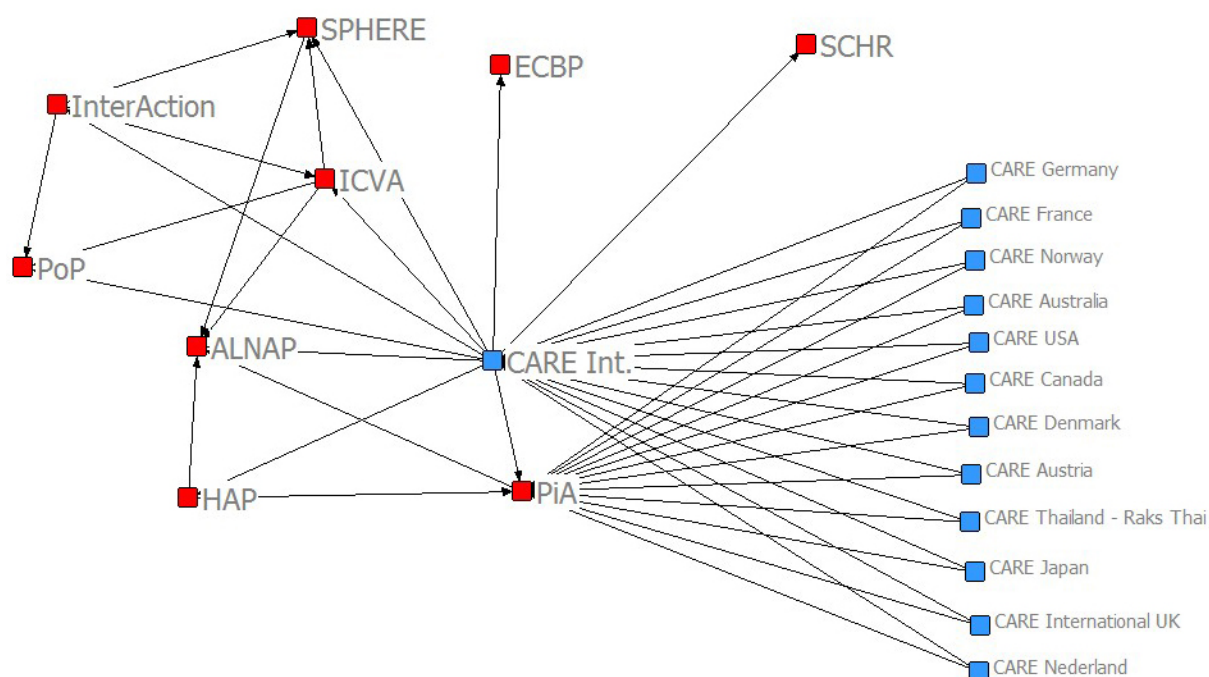 SPHERE
SCHR
ECBP
InterAction
CARE Germany
ICVA
CARE France
CARE Norway
PoP
CARE Australia
CARE USA
ALNAP
CARE Int.
CARE Canada
CARE Denmark
CARE Austria
HAP
PiA
CARE Thailand - Raks Thai
CARE Japan
CARE International UK
CARE Nederland